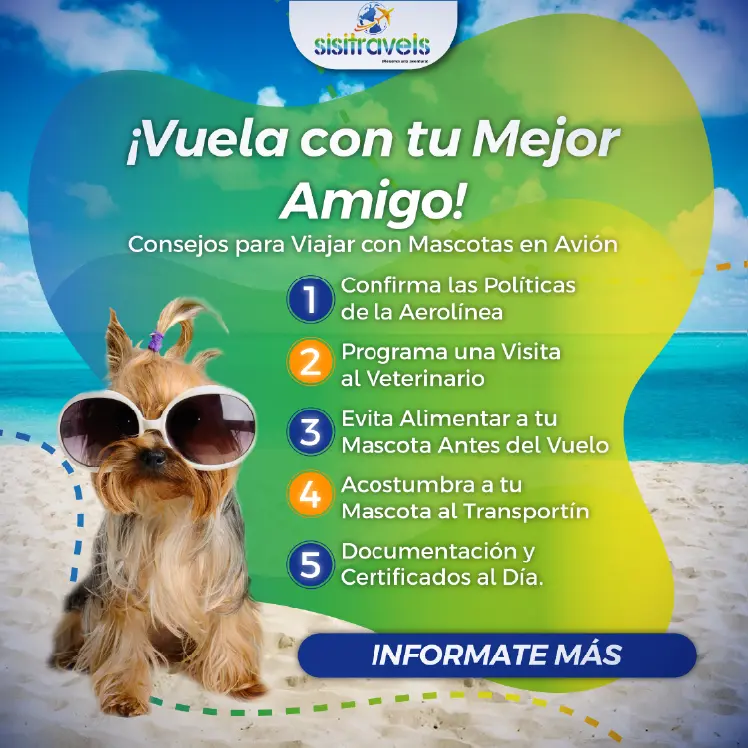 sisitravels
¡Vuela con tu Mejor
Amigo!
Consejos para Viajar con Mascotas en Avión
1 Confirma las Políticas
de la Aerolínea
2 Programa una Visita
al Veterinario
3 Evita Alimentar a tu
Mascota Antes del Vuelo
4 Acostumbra a tu
Mascota al Transportín
5 Documentación y
Certificados al Día.
INFORMATE MÁS